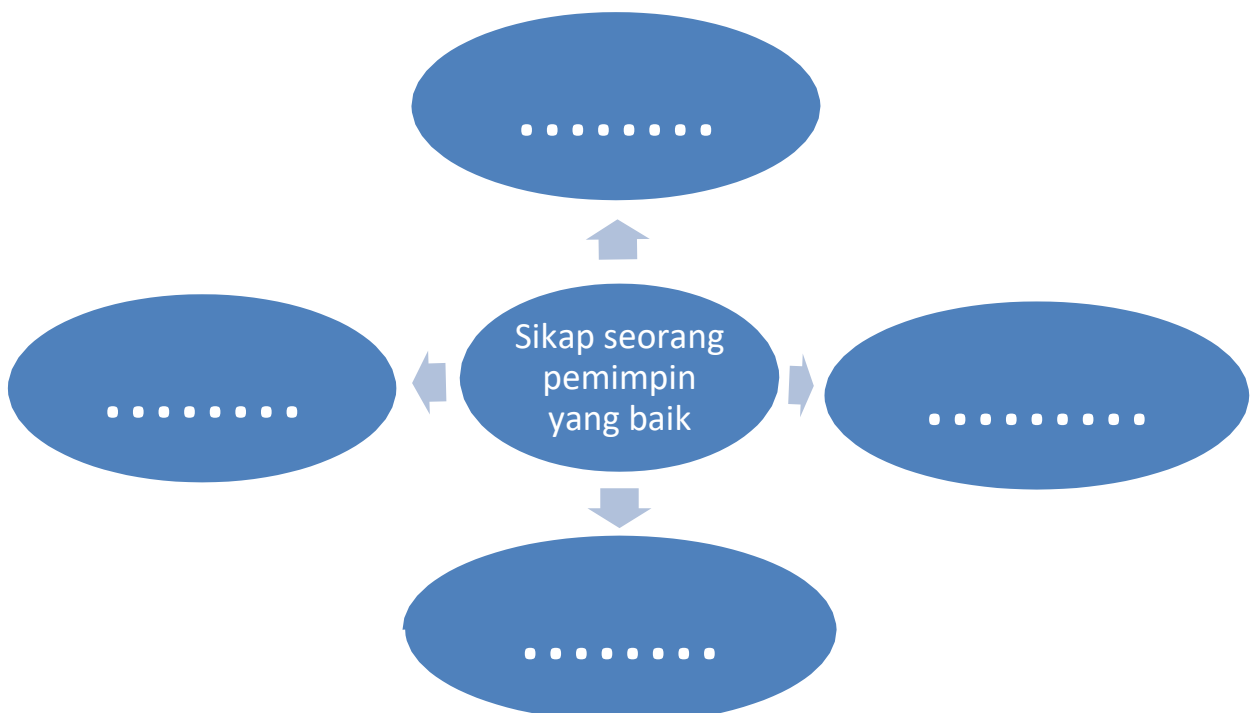 ........
Sikap seorang
pemimpin
yang baik
........
.........
........